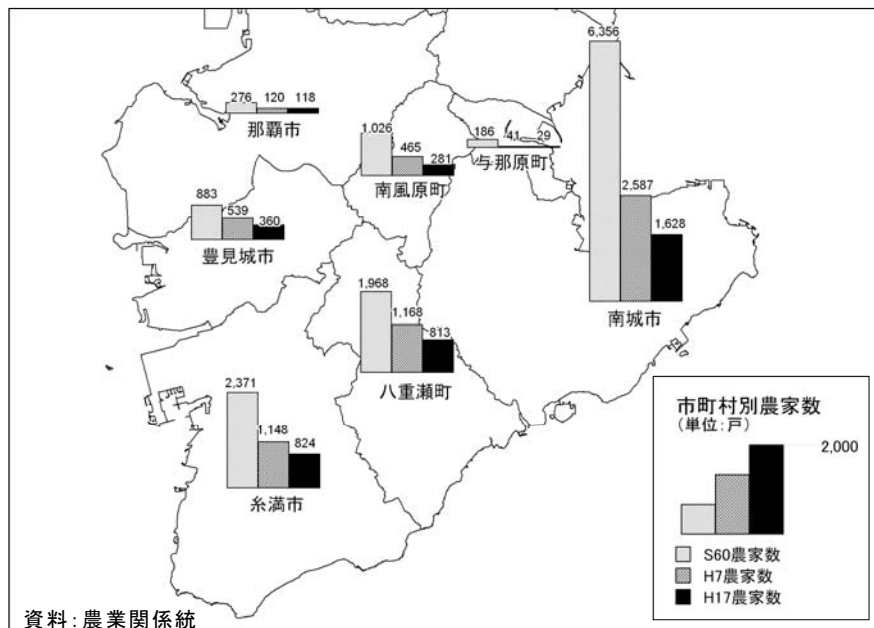 6,356
276 120 118
那覇市
1,026
465
281
南風原町
186 41 29
与那原町
883
539
360
豊見城市
2,587
1,628
南城市
1,968
1,168
813
八重瀬町
2,371
1,148
824
糸満市
市町村別農家数
(単位:戸)
2,000
S60農家数
H7農家数
H17農家数
資料:農業関係統